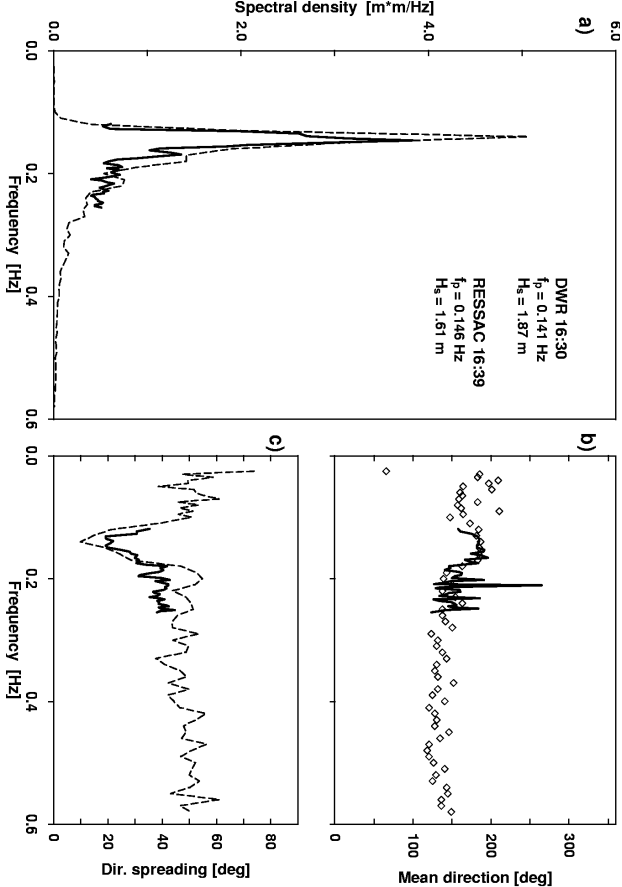 a)
Spectral density [m*m/Hz]
6.0
4.0
2.0
0.0
DWR 16:30
fp = 0.141 Hz
Hs = 1.87 m
RESSAC 16:39
fp = 0.146 Hz
Hs = 1.61 m
0.0
0.2
0.4
0.6
Frequency [Hz]
b)
Mean direction [deg]
300
200
100
0
c)
Dir. spreading [deg]
80
60
40
20
0
0.0
0.2
0.4
0.6
Frequency [Hz]